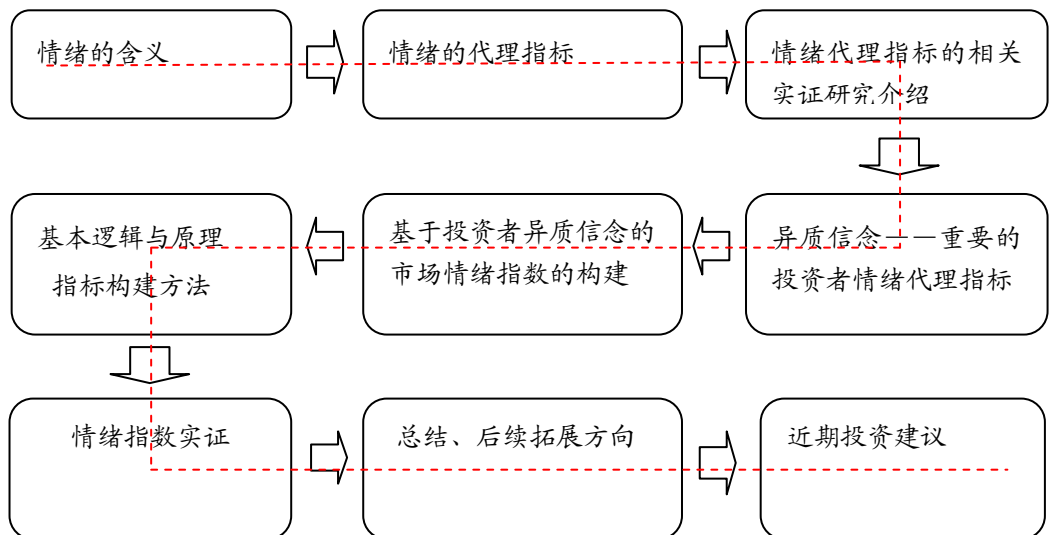 情绪的含义
情绪的代理指标
情绪代理指标的相关
实证研究介绍
异质信念——重要的
投资者情绪代理指标
基于投资者异质信念的
市场情绪指数的构建
基本逻辑与原理
指标构建方法
情绪指数实证
总结、后续拓展方向
近期投资建议